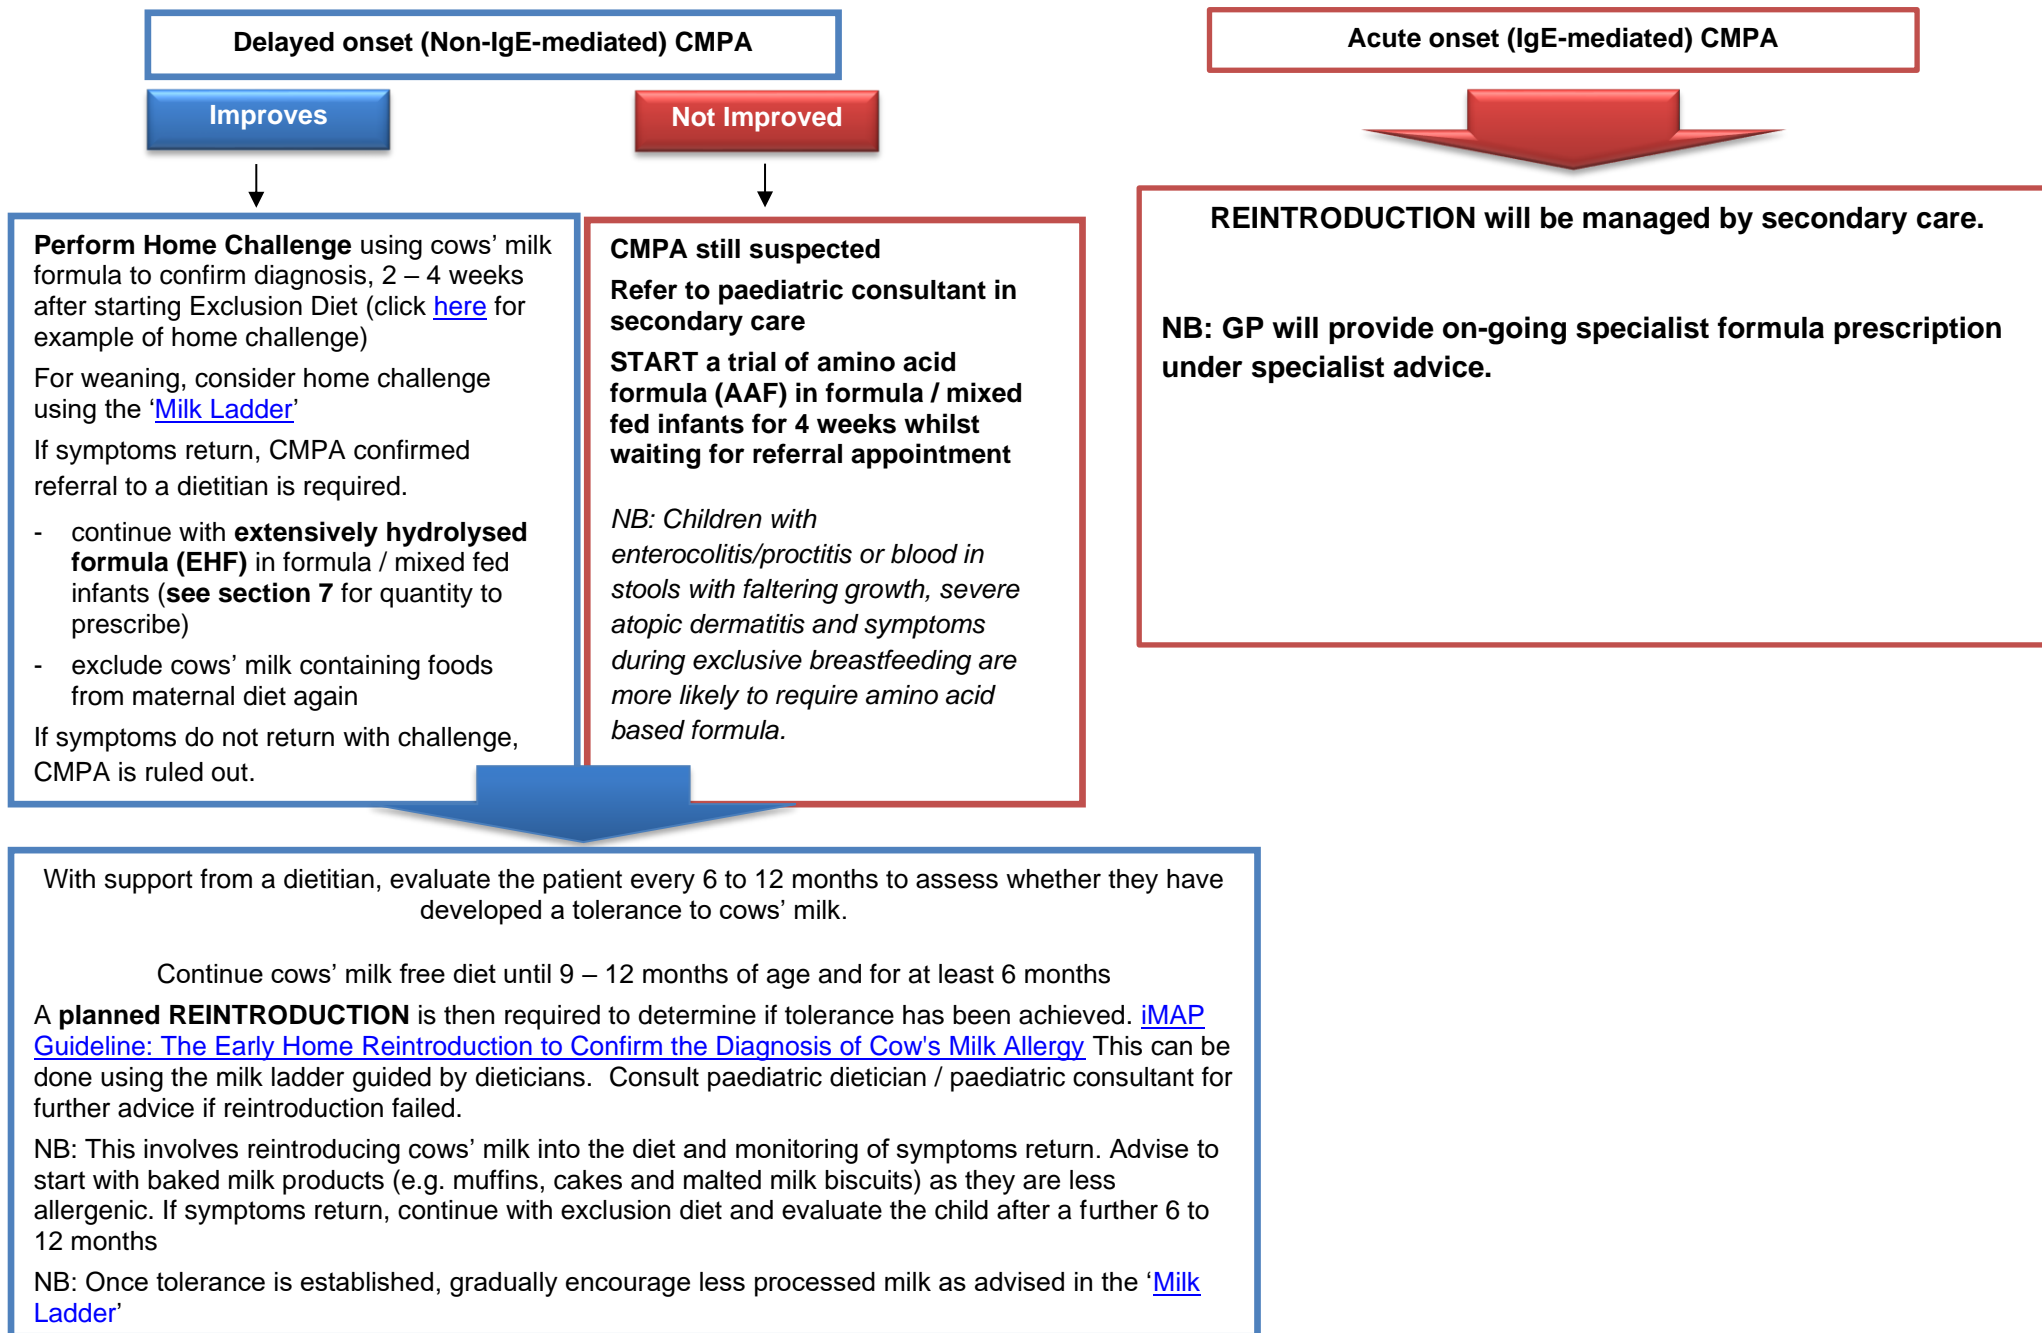 Delayed onset (Non-IgE-mediated) CMPA
Acute onset (IgE-mediated) CMPA
Improves
Not Improved
Perform Home Challenge using cows’ milk
formula to confirm diagnosis, 2 – 4 weeks
after starting Exclusion Diet (click here for
example of home challenge)
For weaning, consider home challenge
using the ‘Milk Ladder’
If symptoms return, CMPA confirmed
referral to a dietitian is required.
- continue with extensively hydrolysed
formula (EHF) in formula / mixed fed
infants (see section 7 for quantity to
prescribe)
- exclude cows’ milk containing foods
from maternal diet again
If symptoms do not return with challenge,
CMPA is ruled out.
CMPA still suspected
Refer to paediatric consultant in
secondary care
START a trial of amino acid
formula (AAF) in formula / mixed
fed infants for 4 weeks whilst
waiting for referral appointment
NB: Children with
enterocolitis/proctitis or blood in
stools with faltering growth, severe
atopic dermatitis and symptoms
during exclusive breastfeeding are
more likely to require amino acid
based formula.
REINTRODUCTION will be managed by secondary care.
NB: GP will provide on-going specialist formula prescription
under specialist advice.
With support from a dietitian, evaluate the patient every 6 to 12 months to assess whether they have
developed a tolerance to cows’ milk.
Continue cows’ milk free diet until 9 – 12 months of age and for at least 6 months
A planned REINTRODUCTION is then required to determine if tolerance has been achieved. iMAP
Guideline: The Early Home Reintroduction to Confirm the Diagnosis of Cow's Milk Allergy This can be
done using the milk ladder guided by dieticians. Consult paediatric dietician / paediatric consultant for
further advice if reintroduction failed.
NB: This involves reintroducing cows’ milk into the diet and monitoring of symptoms return. Advise to
start with baked milk products (e.g. muffins, cakes and malted milk biscuits) as they are less
allergenic. If symptoms return, continue with exclusion diet and evaluate the child after a further 6 to
12 months
NB: Once tolerance is established, gradually encourage less processed milk as advised in the ‘Milk
Ladder’